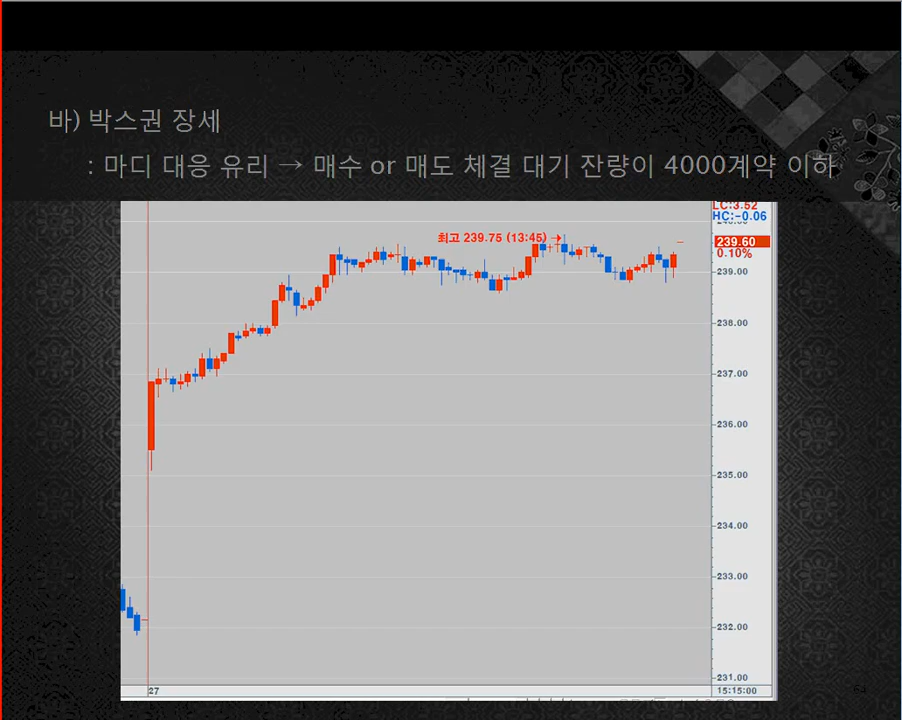 바) 박스권 장세
: 마디 대응 유리 → 매수 or 매도 체결 대기 잔량이 4000계약 이하
LC:3.52
HC:-0.06
최고 239.75 (13:45) →
239.60
0.10%
239.00
238.00
237.00
236.00
235.00
234.00
233.00
232.00
231.00
27
15:15:00